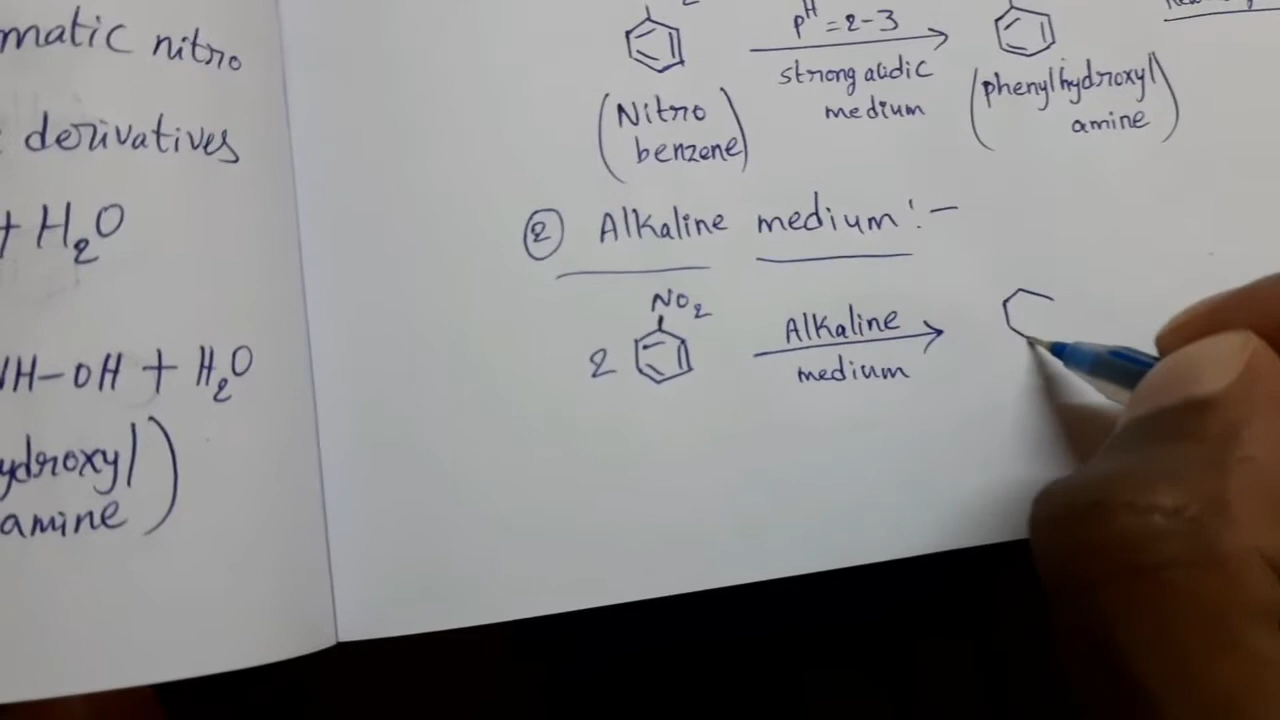 matic nitro
derivatives
+ H₂O
H-OH + H₂O
ydroxyl)
amine)
pH = 2-3
strong acidic
medium
(Nitro
benzene)
(phenylhydroxyl
amine)
② Alkaline medium :-
NO₂
2
Alkaline
medium